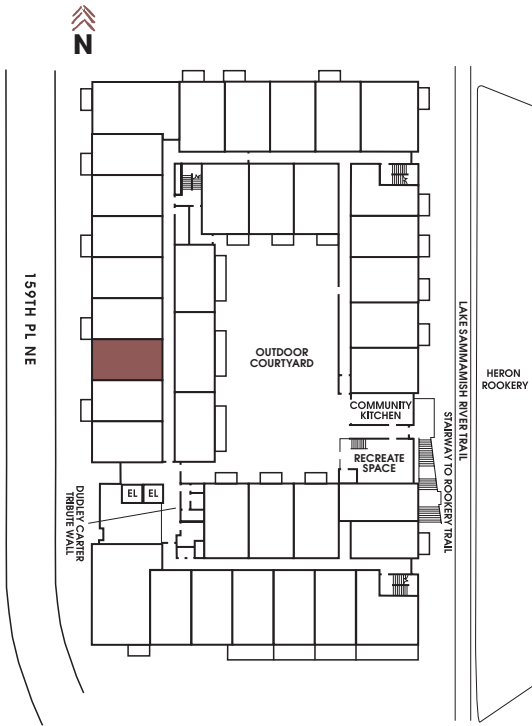 N
159TH PL NE
OUTDOOR
COURTYARD
LAKE SAMMAMISH RIVER TRAIL
HERON
ROOKERY
COMMUNITY
KITCHEN
STAIRWAY TO ROOKERY TRAIL
RECREATE
SPACE
EL EL
DUDLEY CARTER
TRIBUTE WALL